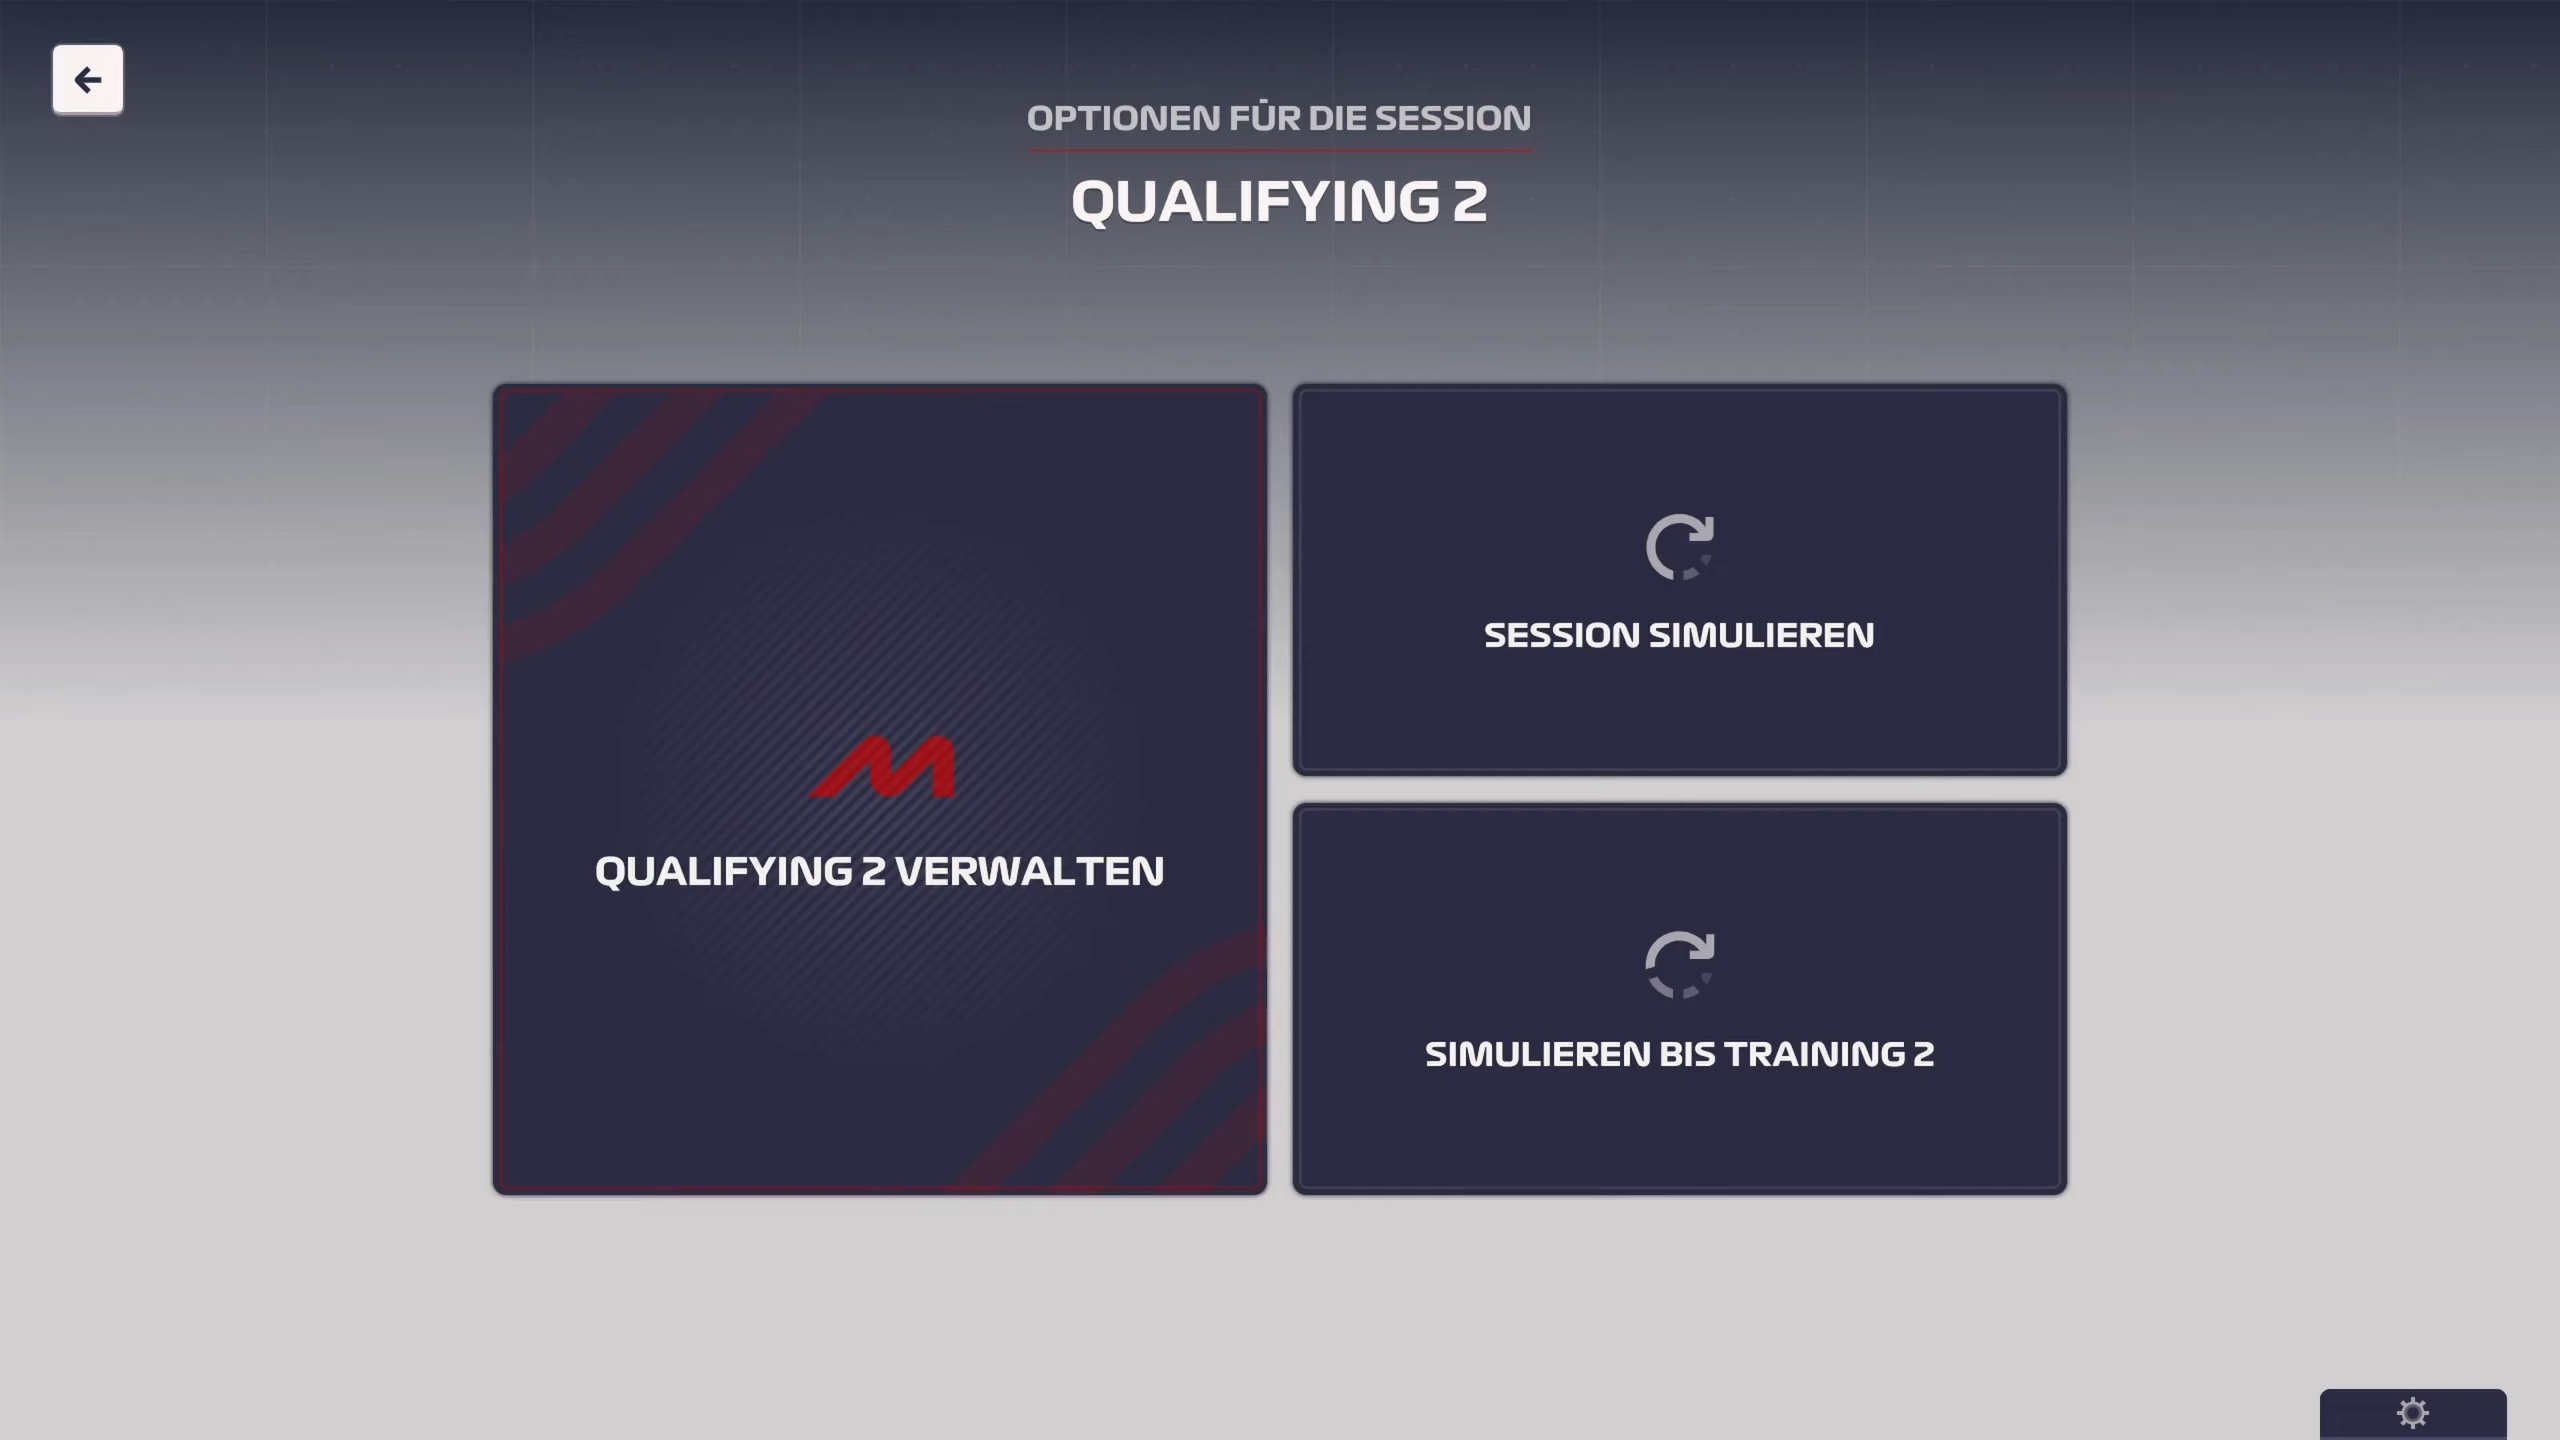 OPTIONEN FÜR DIE SESSION
QUALIFYING 2
QUALIFYING 2 VERWALTEN
SESSION SIMULIEREN
SIMULIEREN BIS TRAINING 2